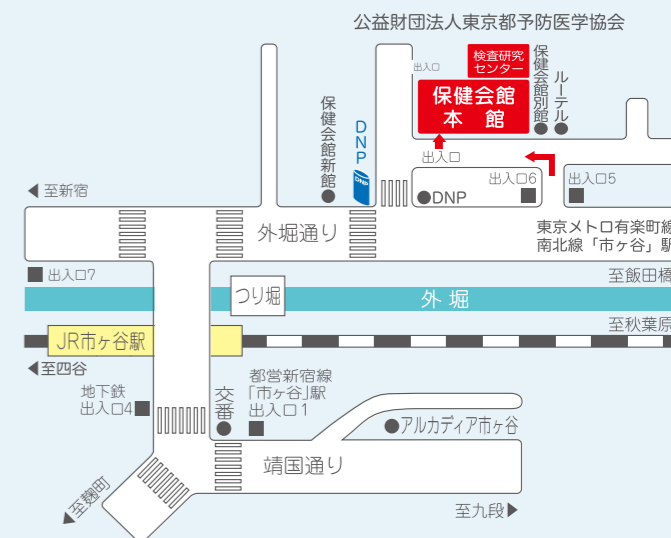 公益財団法人東京都予防医学協会
検査研究
センター
出入口
保健会館
本 館
保健会館別館
ルーテル
保健会館新館
DNP
DNP
出入口
出入口6
出入口5
DNP
至新宿
外堀通り
東京メトロ有楽町線
南北線「市ヶ谷」駅
出入口7
至飯田橋
つり堀
外 堀
至秋葉原
JR市ヶ谷駅
至四谷
地下鉄
出入口4
交番
都営新宿線
「市ヶ谷」駅
出入口1
アルカディア市ヶ谷
靖国通り
至麹町
至九段